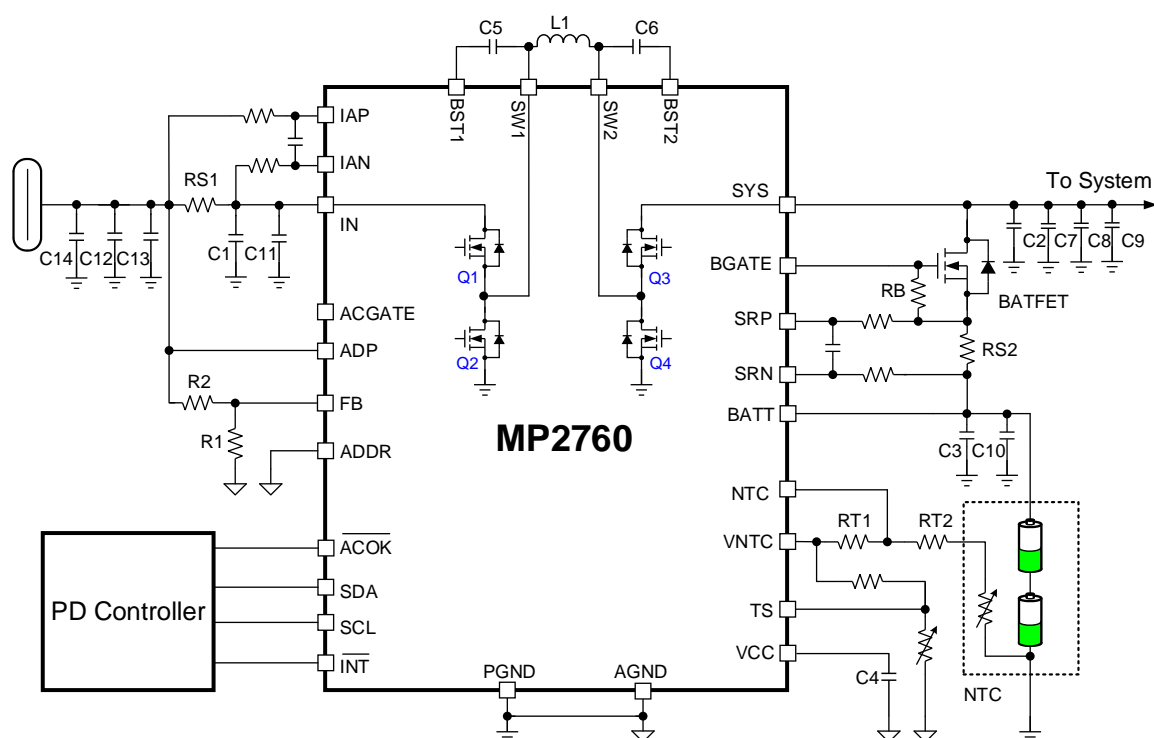 C5
L1
C6
BST1
SW1
SW2
BST2
IAP
IAN
RS1
IN
C14
C12
C13
C1
C11
Q1
Q2
Q3
Q4
SYS
To System
C2
C7
C8
C9
BGATE
RB
BATFET
SRP
RS2
SRN
BATT
C3
C10
ACGATE
ADP
R2
FB
R1
ADDR
MP2760
NTC
RT1
RT2
VNTC
TS
VCC
C4
NTC
PD Controller
ACOK
SDA
SCL
INT
PGND
AGND